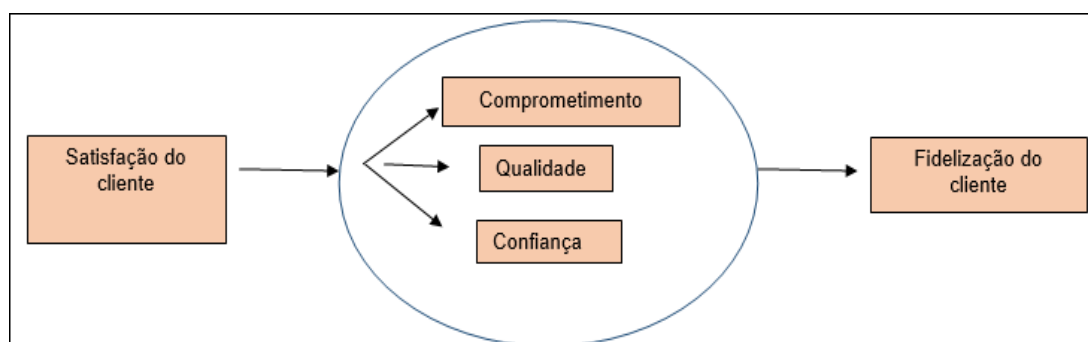 Satisfação do
cliente
Comprometimento
Qualidade
Confiança
Fidelização do
cliente